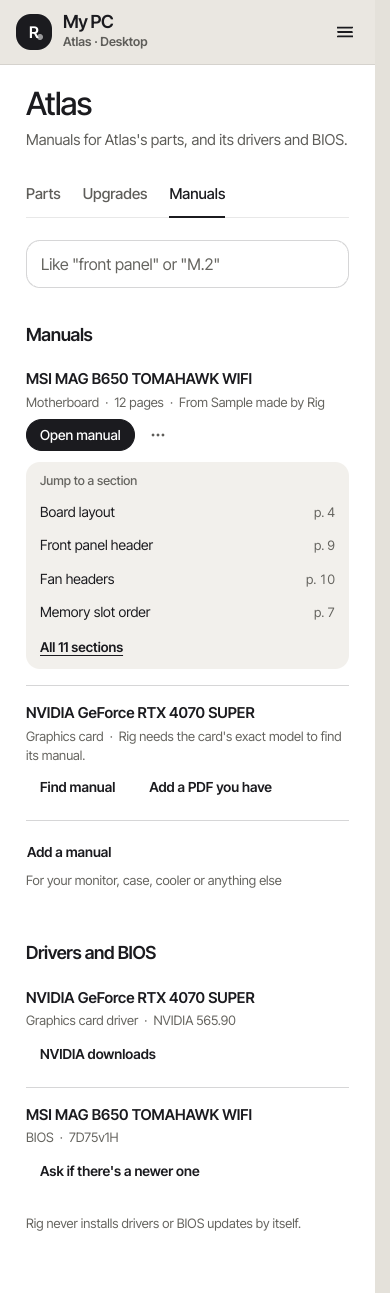 R
My PC
Atlas · Desktop
Atlas
Manuals for Atlas's parts, and its drivers and BIOS.
Parts Upgrades Manuals
Like "front panel" or "M.2"
Manuals
MSI MAG B650 TOMAHAWK WIFI
Motherboard · 12 pages · From Sample made by Rig
Open manual ...
Jump to a section
Board layout p. 4
Front panel header p. 9
Fan headers p. 10
Memory slot order p. 7
All 11 sections
NVIDIA GeForce RTX 4070 SUPER
Graphics card · Rig needs the card's exact model to find
its manual.
Find manual Add a PDF you have
Add a manual
For your monitor, case, cooler or anything else
Drivers and BIOS
NVIDIA GeForce RTX 4070 SUPER
Graphics card driver · NVIDIA 565.90
NVIDIA downloads
MSI MAG B650 TOMAHAWK WIFI
BIOS · 7D75v1H
Ask if there's a newer one
Rig never installs drivers or BIOS updates by itself.